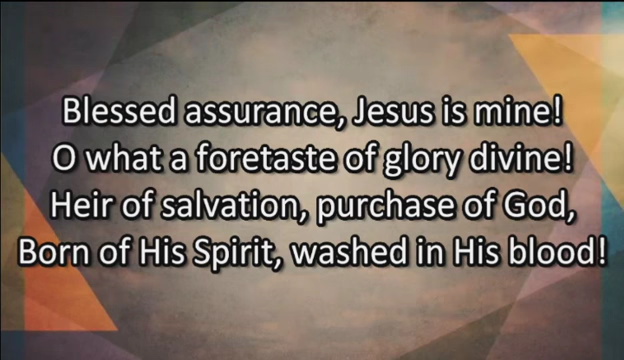 Blessed assurance, Jesus is mine!
O what a foretaste of glory divine!
Heir of salvation, purchase of God,
Born of His Spirit, washed in His blood!